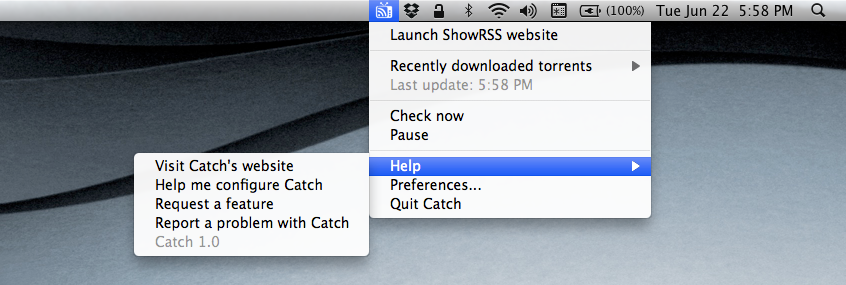 (100%) Tue Jun 22 5:58 PM
Launch ShowRSS website
Recently downloaded torrents
Last update: 5:58 PM
Check now
Pause
Help
Preferences...
Quit Catch
Visit Catch's website
Help me configure Catch
Request a feature
Report a problem with Catch
Catch 1.0